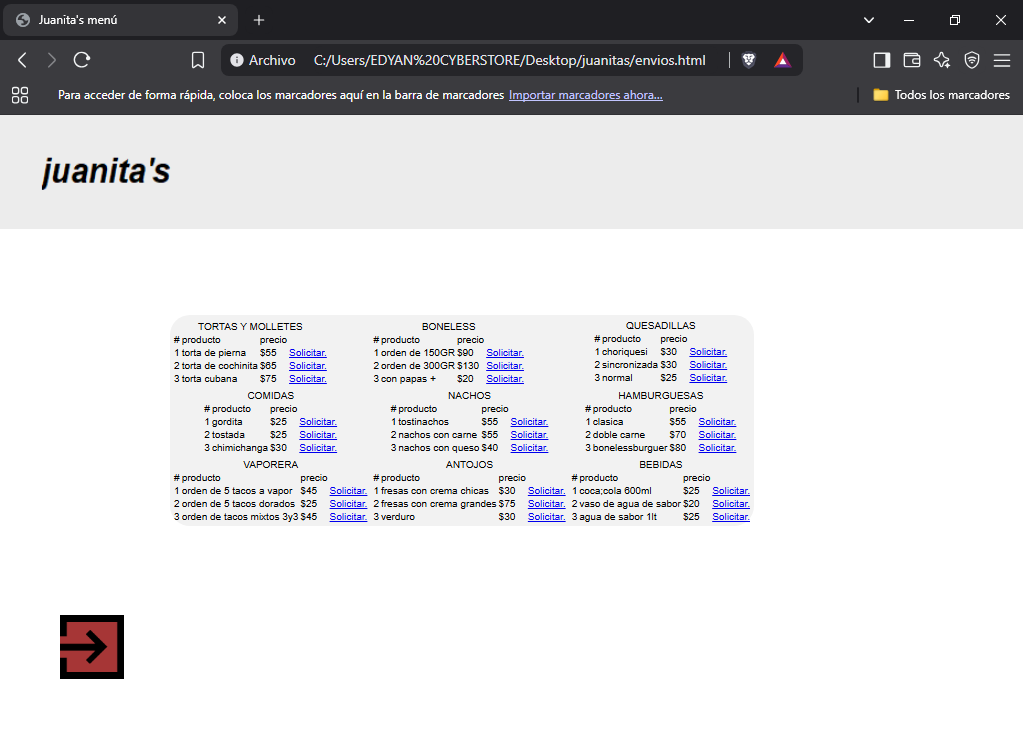 Juanita's menú
Archivo C:/Users/EDYAN%20CYBERSTORE/Desktop/juanitas/envios.html
Para acceder de forma rápida, coloca los marcadores aquí en la barra de marcadores Importar marcadores ahora...
Todos los marcadores
juanita's
TORTAS Y MOLLETES
# producto precio
1 torta de pierna $55 Solicitar.
2 torta de cochinita $65 Solicitar.
3 torta cubana $75 Solicitar.
BONELESS
# producto precio
1 orden de 150GR $90 Solicitar.
2 orden de 300GR $130 Solicitar.
3 con papas + $20 Solicitar.
QUESADILLAS
# producto precio
1 choriquesi $30 Solicitar.
2 sincronizada $30 Solicitar.
3 normal $25 Solicitar.
COMIDAS
# producto precio
1 gordita $25 Solicitar.
2 tostada $25 Solicitar.
3 chimichanga $30 Solicitar.
NACHOS
# producto precio
1 tostinachos $55 Solicitar.
2 nachos con carne $55 Solicitar.
3 nachos con queso $40 Solicitar.
HAMBURGUESAS
# producto precio
1 clasica $55 Solicitar.
2 doble carne $70 Solicitar.
3 bonelessburguer $80 Solicitar.
VAPORERA
# producto precio
1 orden de 5 tacos a vapor $45 Solicitar.
2 orden de 5 tacos dorados $25 Solicitar.
3 orden de tacos mixtos 3y3 $45 Solicitar.
ANTOJOS
# producto precio
1 fresas con crema chicas $30 Solicitar.
2 fresas con crema grandes $75 Solicitar.
3 verduro $30 Solicitar.
BEBIDAS
# producto precio
1 coca;cola 600ml $25 Solicitar.
2 vaso de agua de sabor $20 Solicitar.
3 agua de sabor 1lt $25 Solicitar.